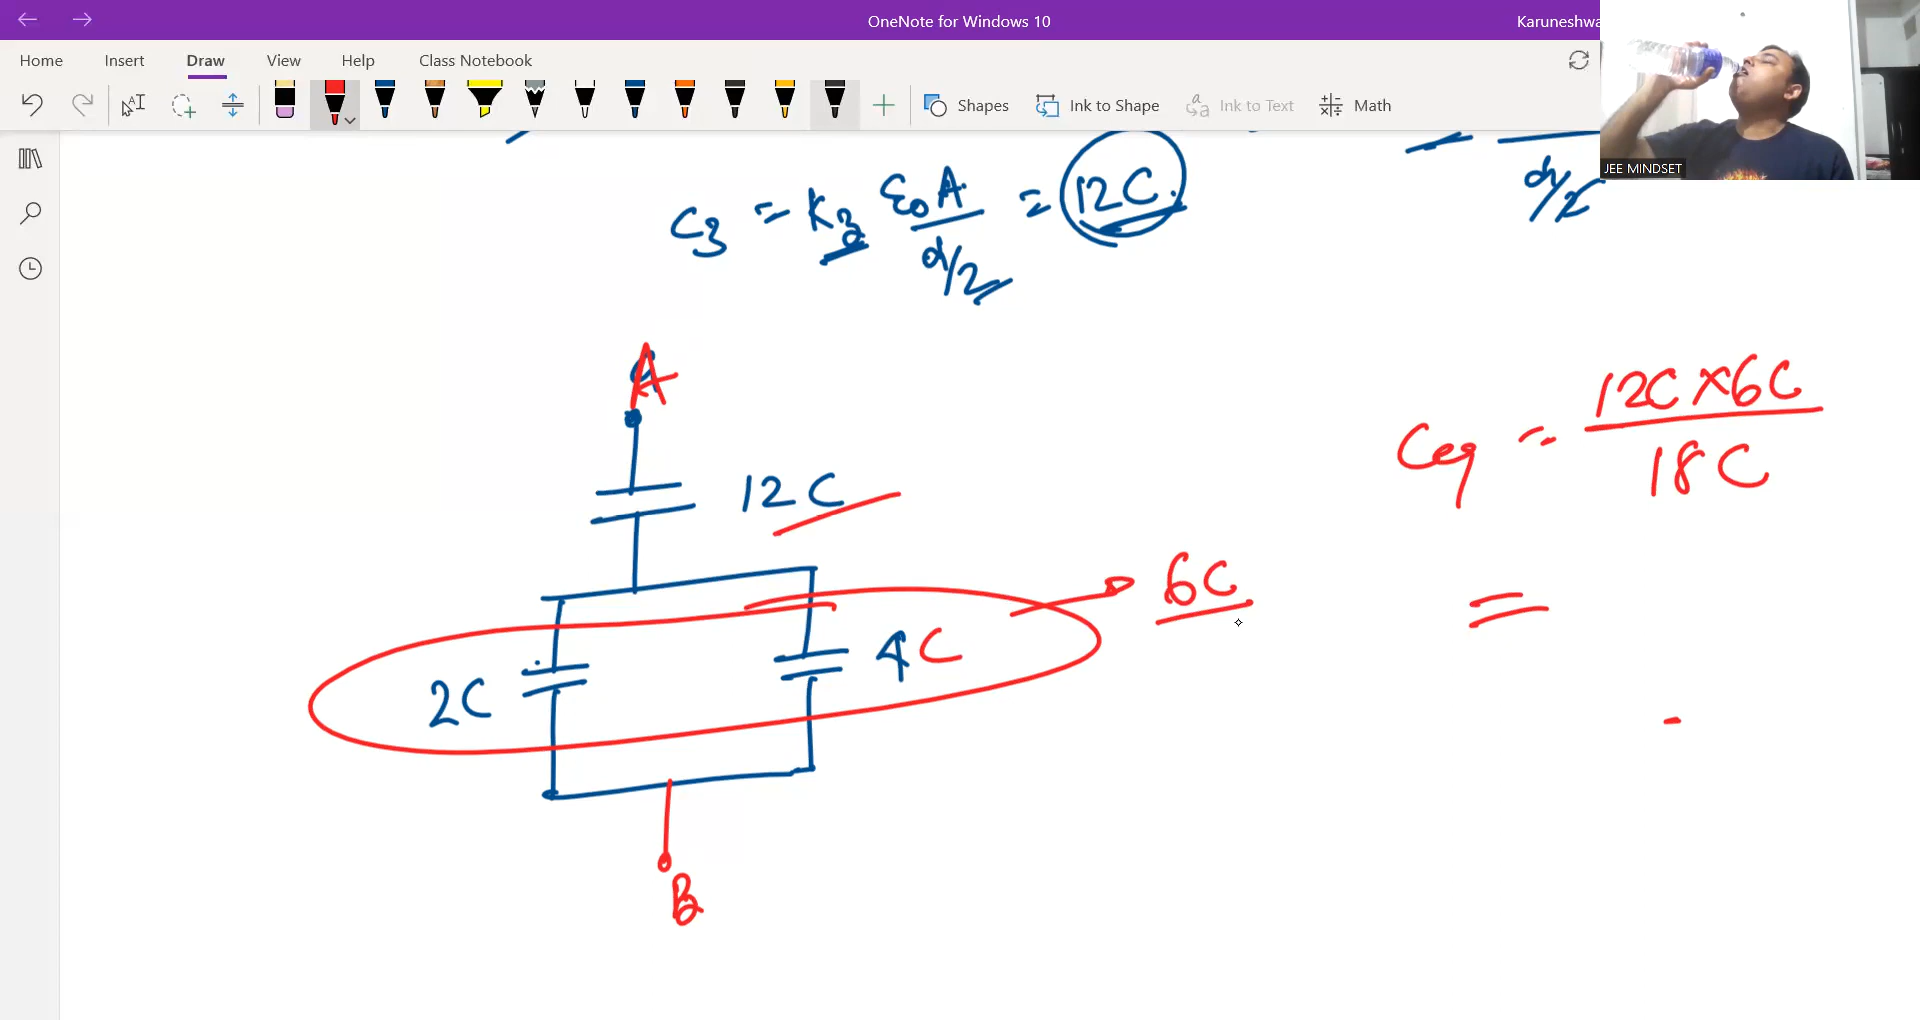 OneNote for Windows 10
Home Insert Draw View Help Class Notebook
Shapes Ink to Shape Ink to Text Math
JEE MINDSET
C3 = K3 ε0A / d/2 = 12C
d/2
A
12C
Ceq = 12C × 6C / 18C
6C
=
2C
4C
B